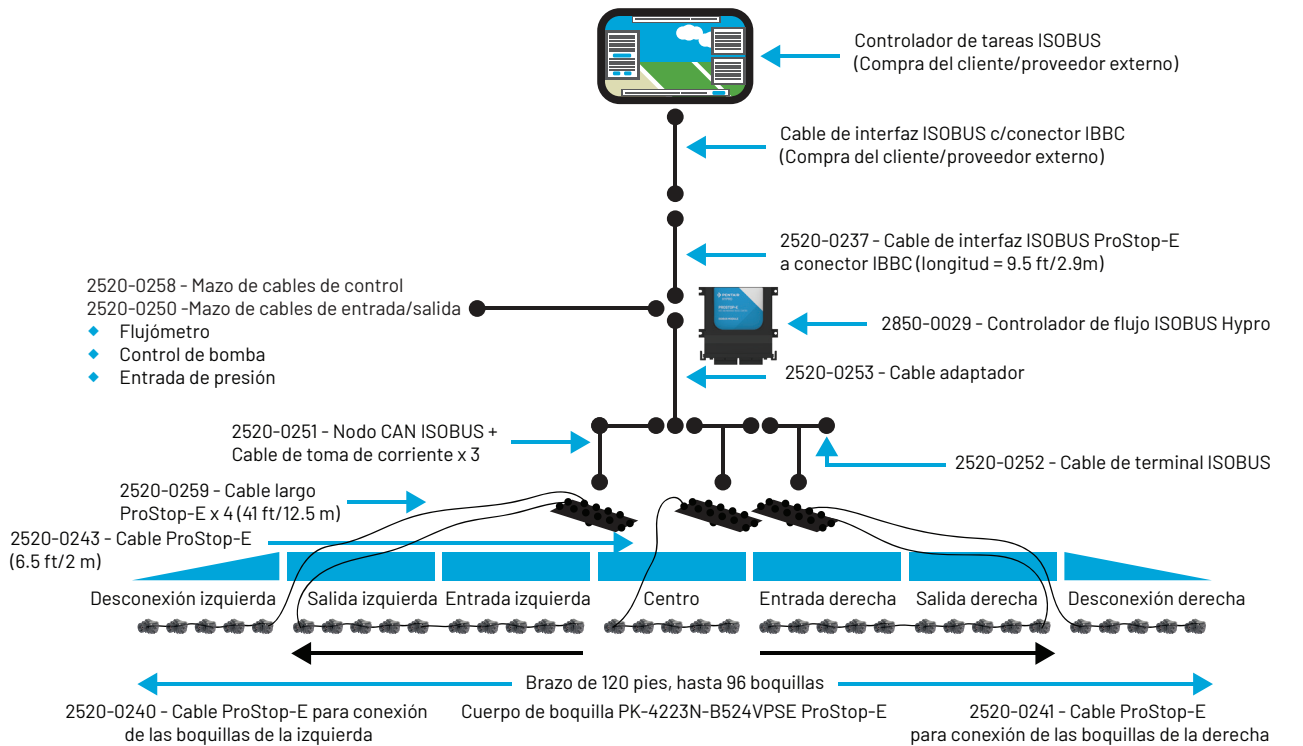 Controlador de tareas ISOBUS
(Compra del cliente/proveedor externo)
Cable de interfaz ISOBUS c/conector IBBC
(Compra del cliente/proveedor externo)
2520-0237 - Cable de interfaz ISOBUS ProStop-E
a conector IBBC (longitud = 9.5 ft/2.9m)
2520-0258 - Mazo de cables de control
2520-0250 -Mazo de cables de entrada/salida
Flujómetro
Control de bomba
Entrada de presión
PENTAIR
2850-0029 - Controlador de flujo ISOBUS Hypro
2520-0253 - Cable adaptador
2520-0251 - Nodo CAN ISOBUS +
Cable de toma de corriente x 3
2520-0252 - Cable de terminal ISOBUS
2520-0259 - Cable largo
ProStop-E x 4 (41 ft/12.5 m)
2520-0243 - Cable ProStop-E
(6.5 ft/2 m)
Desconexión izquierda
Salida izquierda
Entrada izquierda
Centro
Entrada derecha
Salida derecha
Desconexión derecha
Brazo de 120 pies, hasta 96 boquillas
2520-0240 - Cable ProStop-E para conexión
de las boquillas de la izquierda
Cuerpo de boquilla PK-4223N-B524VPSE ProStop-E
2520-0241 - Cable ProStop-E
para conexión de las boquillas de la derecha